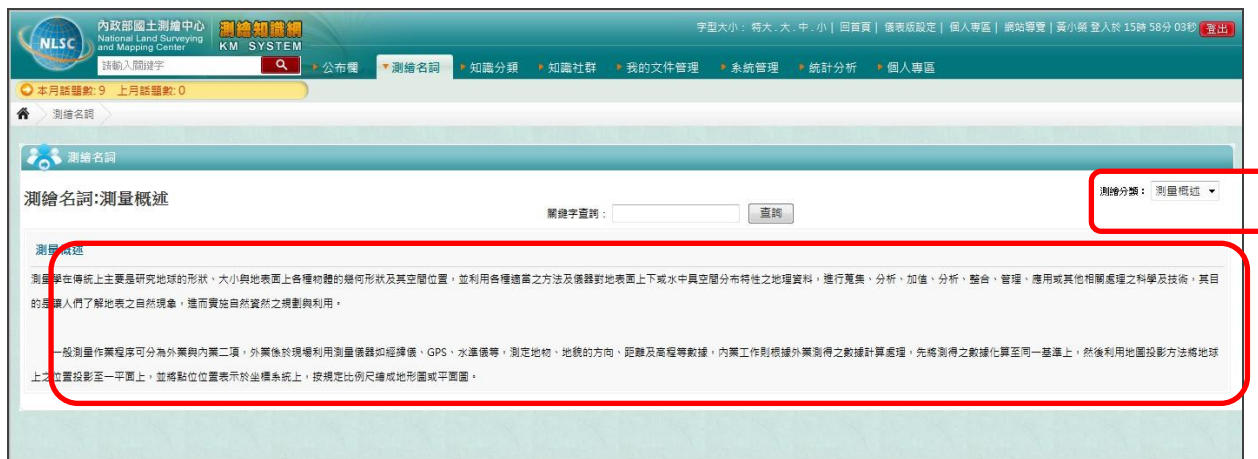 內政部國土測繪中心
National Land Surveying
and Mapping Center
NLSC
測繪知識網
KM SYSTEM
字型大小: 特大.大.中.小 | 回首頁 | 儀表版設定 | 個人專區 | 網站導覽 | 黃小榮 登入於 15時 58分 03秒 登出
請輸入關鍵字
公布欄 測繪名詞 知識分類 知識社群 我的文件管理 系統管理 統計分析 個人專區
本月話題數: 9 上月話題數: 0
測繪名詞
測繪名詞
測繪名詞:測量概述
測繪分類: 測量概述
關鍵字查詢: 查詢
測量概述
測量學在傳統上主要是研究地球的形狀、大小與地表面上各種物體的幾何形狀及其空間位置,並利用各種適當之方法及儀器對地表面上下或水中具空間分布特性之地理資料,進行蒐集、分析、加值、分析、整合、管理、應用或其他相關處理之科學及技術,其目
的是讓人們了解地表之自然現象,進而實施自然資然之規劃與利用。
一般測量作業程序可分為外業與內業二項,外業係於現場利用測量儀器如經緯儀、GPS、水準儀等,測定地物、地貌的方向、距離及高程等數據,內業工作則根據外業測得之數據計算處理,先將測得之數據化算至同一基準上,然後利用地圖投影方法將地球
上之位置投影至一平面上,並將點位位置表示於坐標系統上,按規定比例尺繪成地形圖或平面圖。